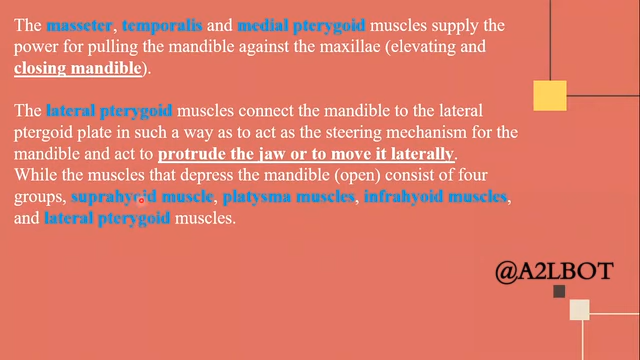 The masseter, temporalis and medial pterygoid muscles supply the
power for pulling the mandible against the maxillae (elevating and
closing mandible).
The lateral pterygoid muscles connect the mandible to the lateral
ptergoid plate in such a way as to act as the steering mechanism for the
mandible and act to protrude the jaw or to move it laterally.
While the muscles that depress the mandible (open) consist of four
groups, suprahyoid muscle, platysma muscles, infrahyoid muscles,
and lateral pterygoid muscles.
@A2LBOT